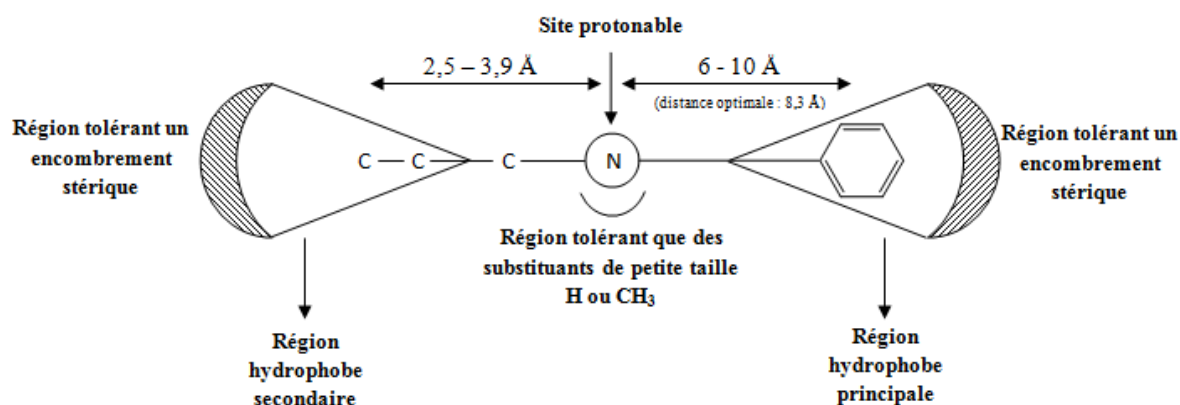 Site protonable
2,5 – 3,9 Å
6 - 10 Å
(distance optimale : 8,3 Å)
Région tolérant un
encombrement
stérique
C – C – C
N
Région tolérant un
encombrement
stérique
Région tolérant que des
substituants de petite taille
H ou CH₃
Région
hydrophobe
secondaire
Région
hydrophobe
principale